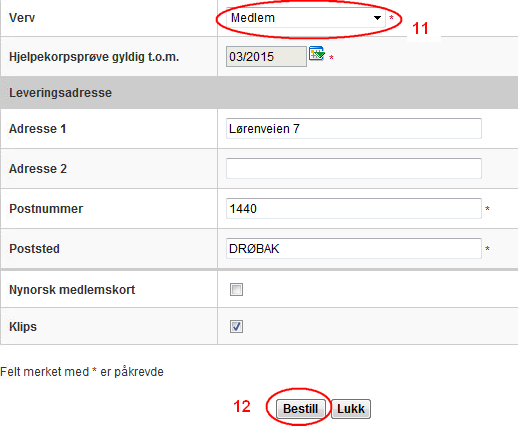 Verv Medlem * 11
Hjelpekorpsprøve gyldig t.o.m. 03/2015 *
Leveringsadresse
Adresse 1 Lørenveien 7
Adresse 2
Postnummer 1440 *
Poststed DRØBAK *
Nynorsk medlemskort
Klips
Felt merket med * er påkrevde
12 Bestill Lukk